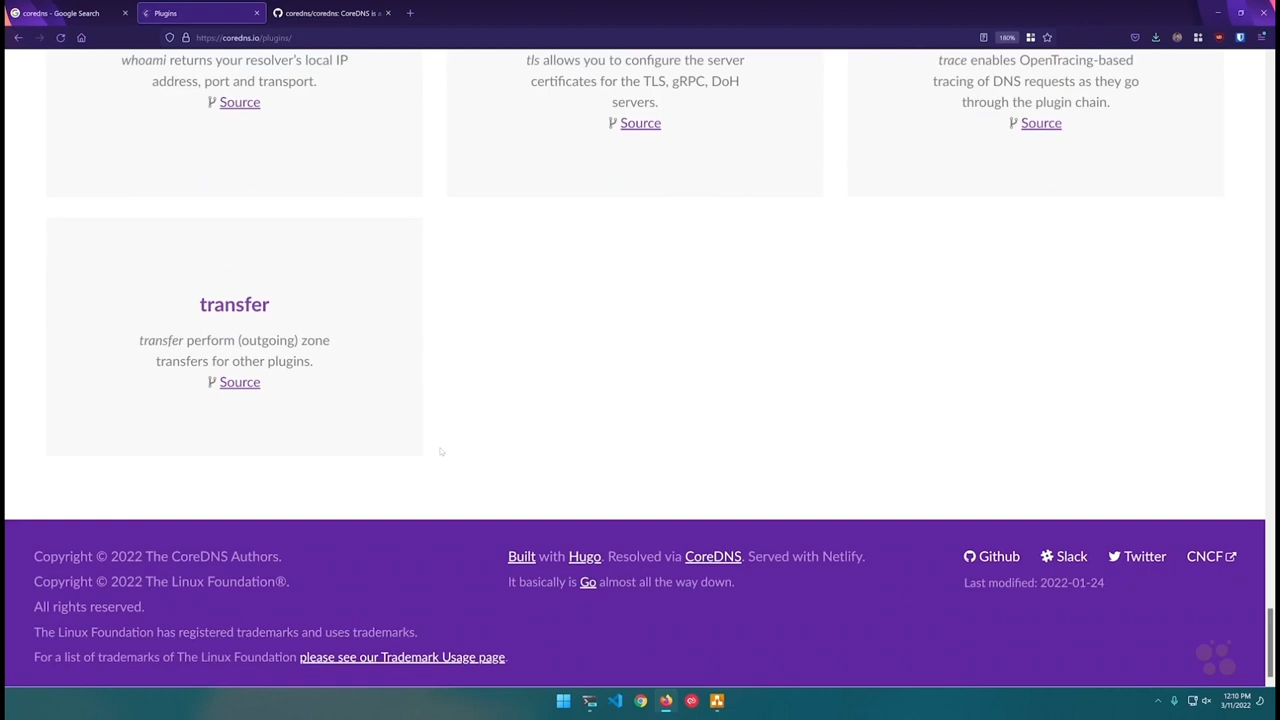 coredns - Google Search
Plugins
coredns/coredns: CoreDNS is a
https://coredns.io/plugins/
180%
whoami returns your resolver's local IP
address, port and transport.
Source
tls allows you to configure the server
certificates for the TLS, gRPC, DoH
servers.
Source
trace enables OpenTracing-based
tracing of DNS requests as they go
through the plugin chain.
Source
transfer
transfer perform (outgoing) zone
transfers for other plugins.
Source
Copyright © 2022 The CoreDNS Authors.
Copyright © 2022 The Linux Foundation®.
All rights reserved.
The Linux Foundation has registered trademarks and uses trademarks.
For a list of trademarks of The Linux Foundation please see our Trademark Usage page.
Built with Hugo. Resolved via CoreDNS. Served with Netlify.
It basically is Go almost all the way down.
Github Slack Twitter CNCF
Last modified: 2022-01-24
12:10 PM
3/11/2022